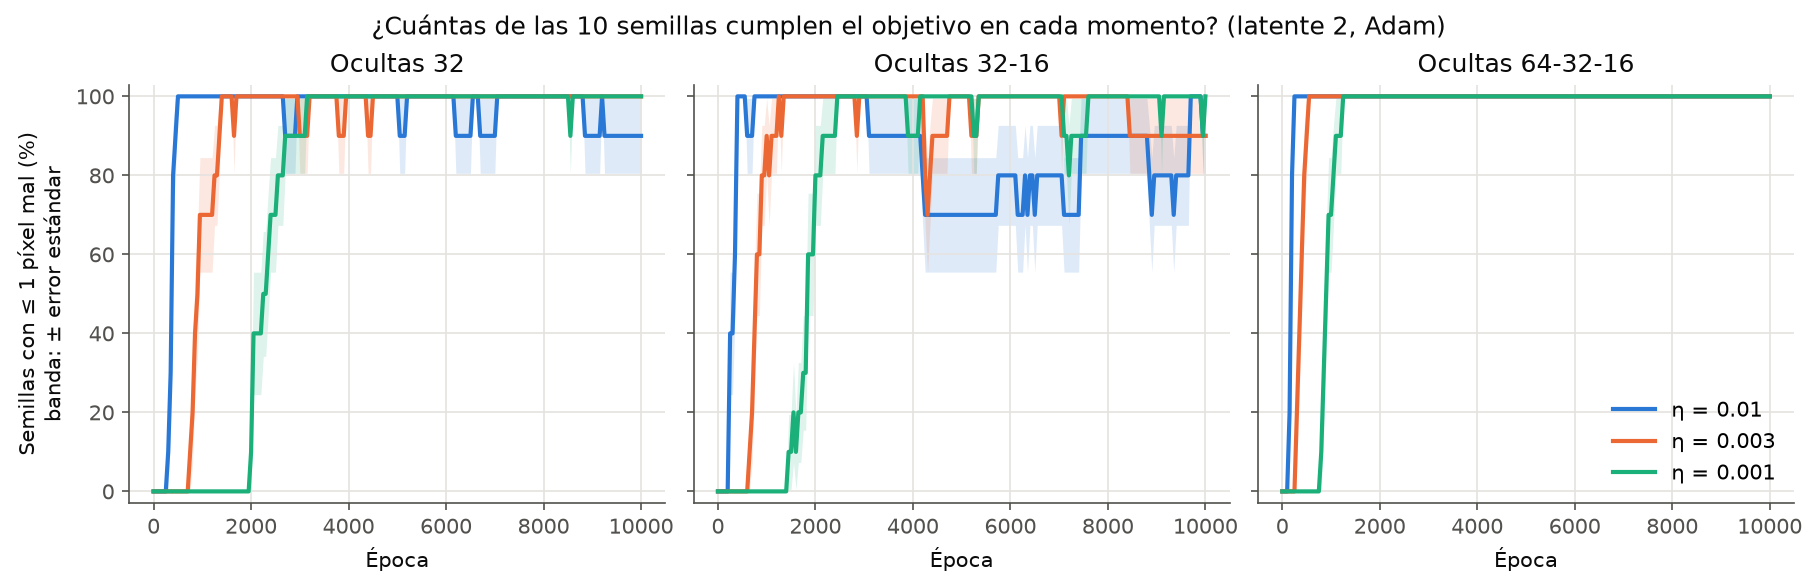 ¿Cuántas de las 10 semillas cumplen el objetivo en cada momento? (latente 2, Adam)
Ocultas 32
Ocultas 32-16
Ocultas 64-32-16
Semillas con ≤ 1 píxel mal (%)
banda: ± error estándar
100
80
60
40
20
0
0 2000 4000 6000 8000 10000
0 2000 4000 6000 8000 10000
0 2000 4000 6000 8000 10000
Época
Época
Época
η = 0.01
η = 0.003
η = 0.001